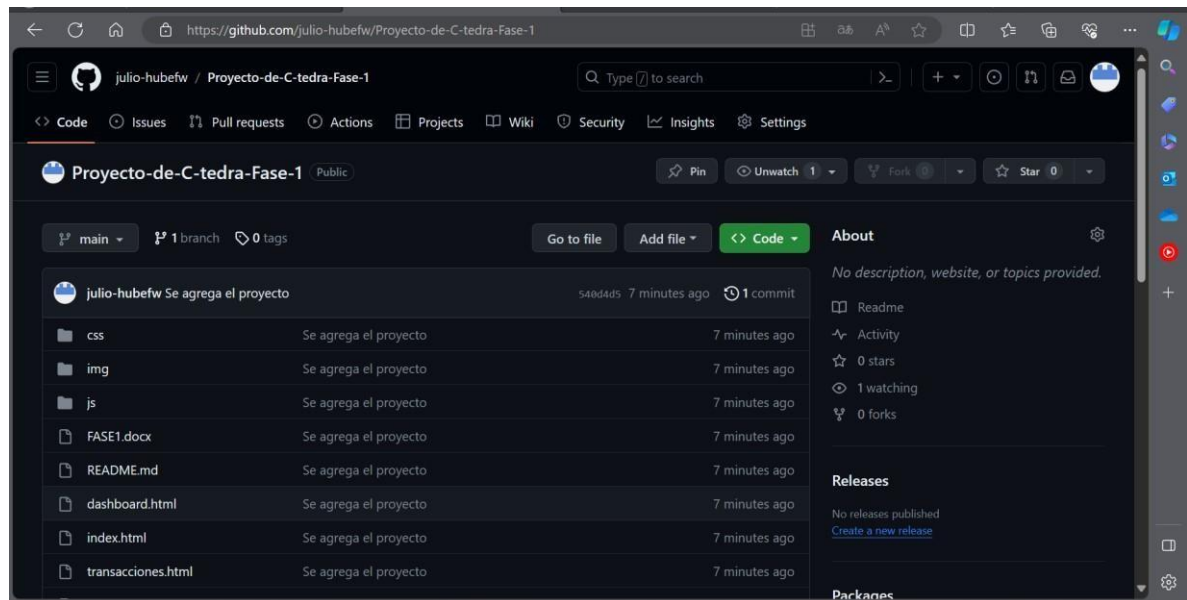 https://github.com/julio-hubefw/Proyecto-de-C-tedra-Fase-1
julio-hubefw / Proyecto-de-C-tedra-Fase-1
Type / to search
Code Issues Pull requests Actions Projects Wiki Security Insights Settings
Proyecto-de-C-tedra-Fase-1 Public Pin Unwatch 1 Fork 0 Star 0
main 1 branch 0 tags Go to file Add file Code
julio-hubefw Se agrega el proyecto 540d4d5 7 minutes ago 1 commit
css Se agrega el proyecto 7 minutes ago
img Se agrega el proyecto 7 minutes ago
js Se agrega el proyecto 7 minutes ago
FASE1.docx Se agrega el proyecto 7 minutes ago
README.md Se agrega el proyecto 7 minutes ago
dashboard.html Se agrega el proyecto 7 minutes ago
index.html Se agrega el proyecto 7 minutes ago
transacciones.html Se agrega el proyecto 7 minutes ago
About
No description, website, or topics provided.
Readme
Activity
0 stars
1 watching
0 forks
Releases
No releases published
Create a new release
Packages